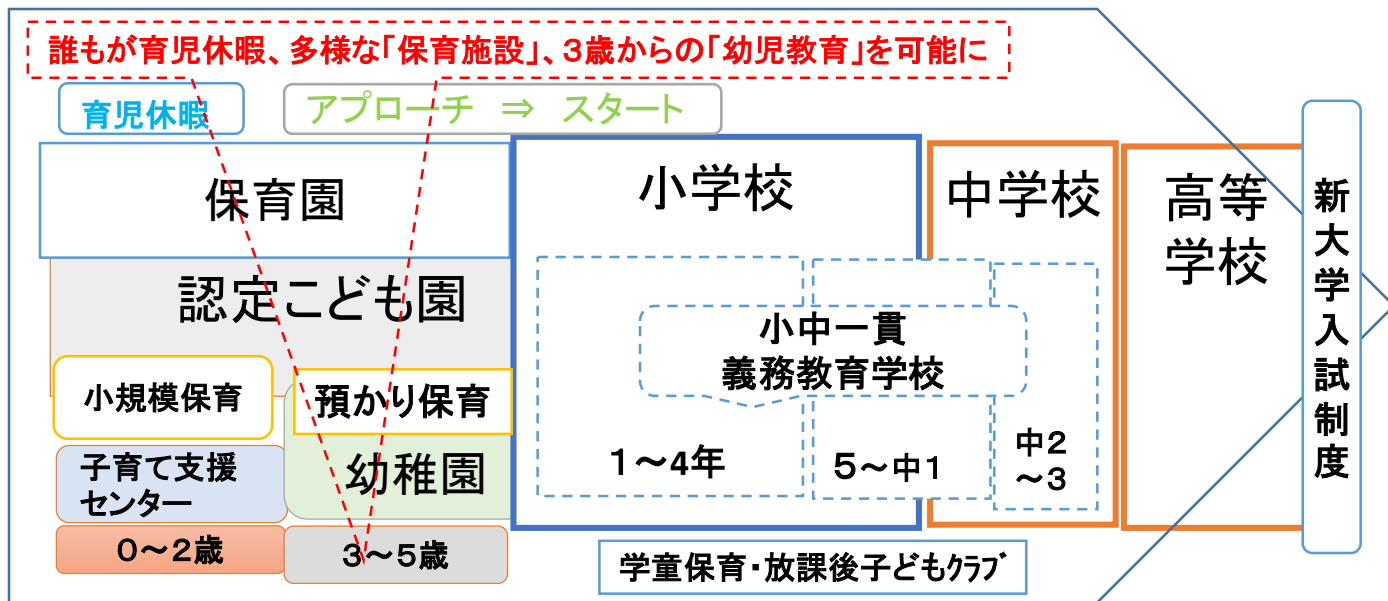 誰もが育児休暇、多様な｢保育施設｣、３歳からの｢幼児教育｣を可能に
育児休暇
アプローチ　⇒　スタート
保育園
認定こども園
小規模保育
預かり保育
子育て支援
センター
幼稚園
０～２歳
３～５歳
小学校
中学校
高等
学校
小中一貫
義務教育学校
１～４年
５～中１
中２
～３
学童保育・放課後子どもｸﾗﾌﾞ
新大学入試制度